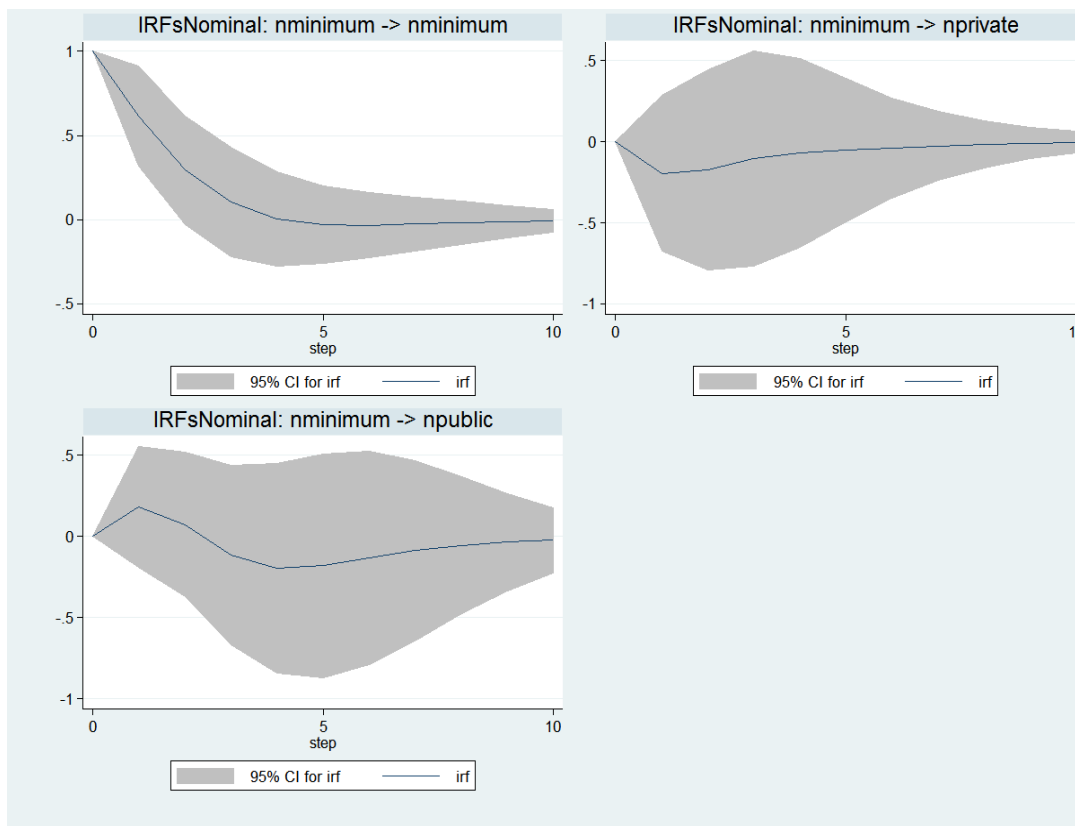 IRFsNominal: nminimum -> nminimum
1
.5
0
-.5
0 5 10
step
95% CI for irf irf
IRFsNominal: nminimum -> nprivate
.5
0
-.5
-1
0 5 10
step
95% CI for irf irf
IRFsNominal: nminimum -> npublic
.5
0
-.5
-1
0 5 10
step
95% CI for irf irf